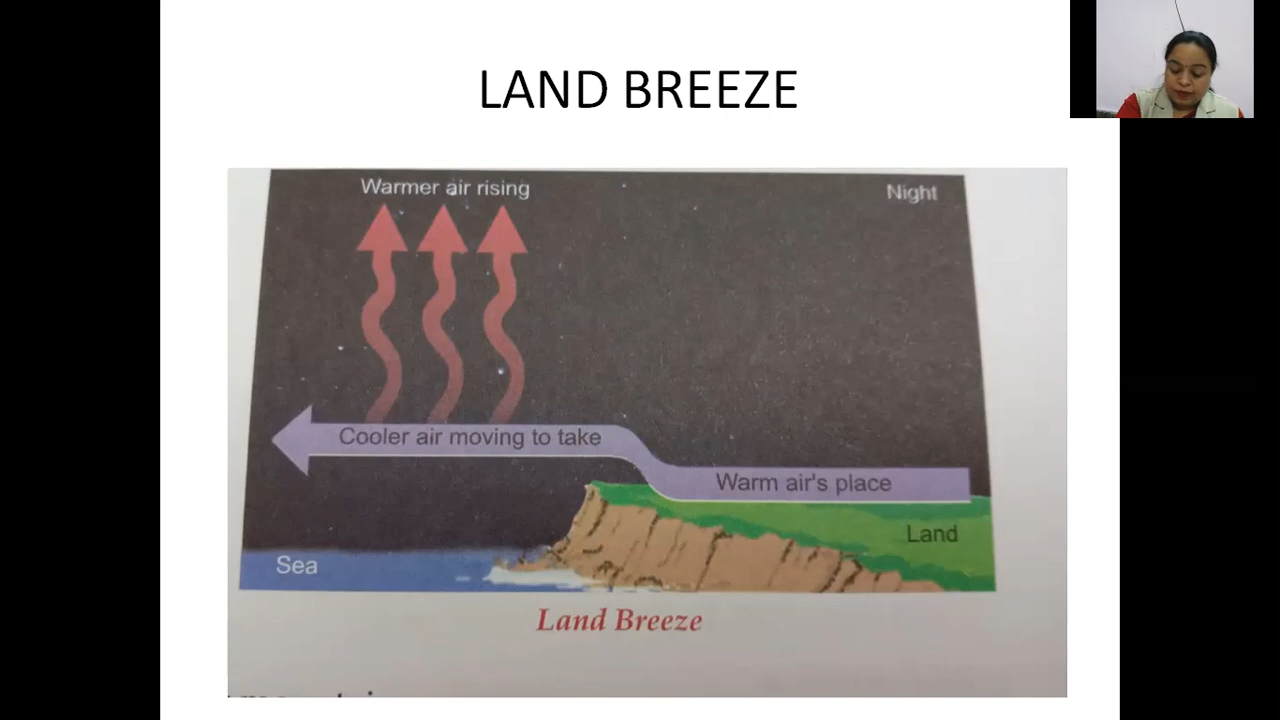 LAND BREEZE
Warmer air rising
Night
Cooler air moving to take
Warm air's place
Land
Sea
Land Breeze